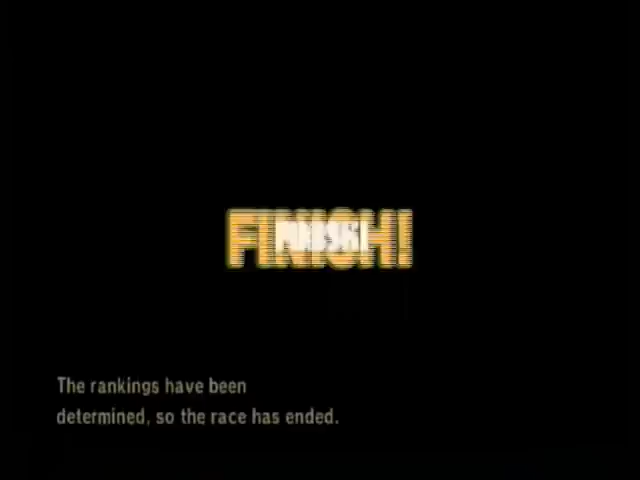 FINISH!
The rankings have been
determined, so the race has ended.